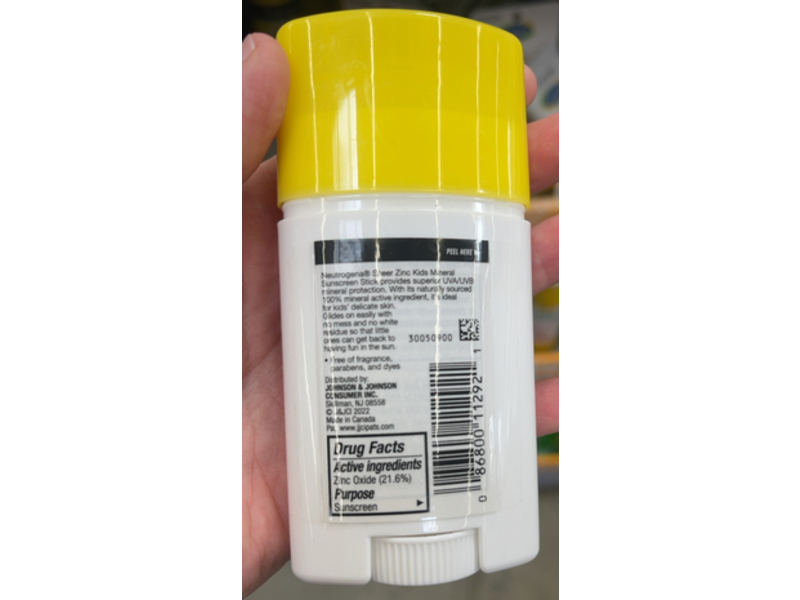 PEEL HERE
Neutrogena® Sheer Zinc Kids Mineral
Sunscreen Stick provides superior UVA/UVB
mineral protection. With its naturally sourced
100% mineral active ingredient, it's ideal
for kids' delicate skin.
Glides on easily with
no mess and no white
residue so that little
ones can get back to
having fun in the sun.
30050900
• Free of fragrance,
parabens, and dyes
Distributed by:
JOHNSON & JOHNSON
CONSUMER INC.
Skillman, NJ 08558
© J&JCI 2022
Made in Canada
Pat. www.jjcipats.com
Drug Facts
Active ingredients
Zinc Oxide (21.6%)
Purpose
Sunscreen
0 86800 11292 1